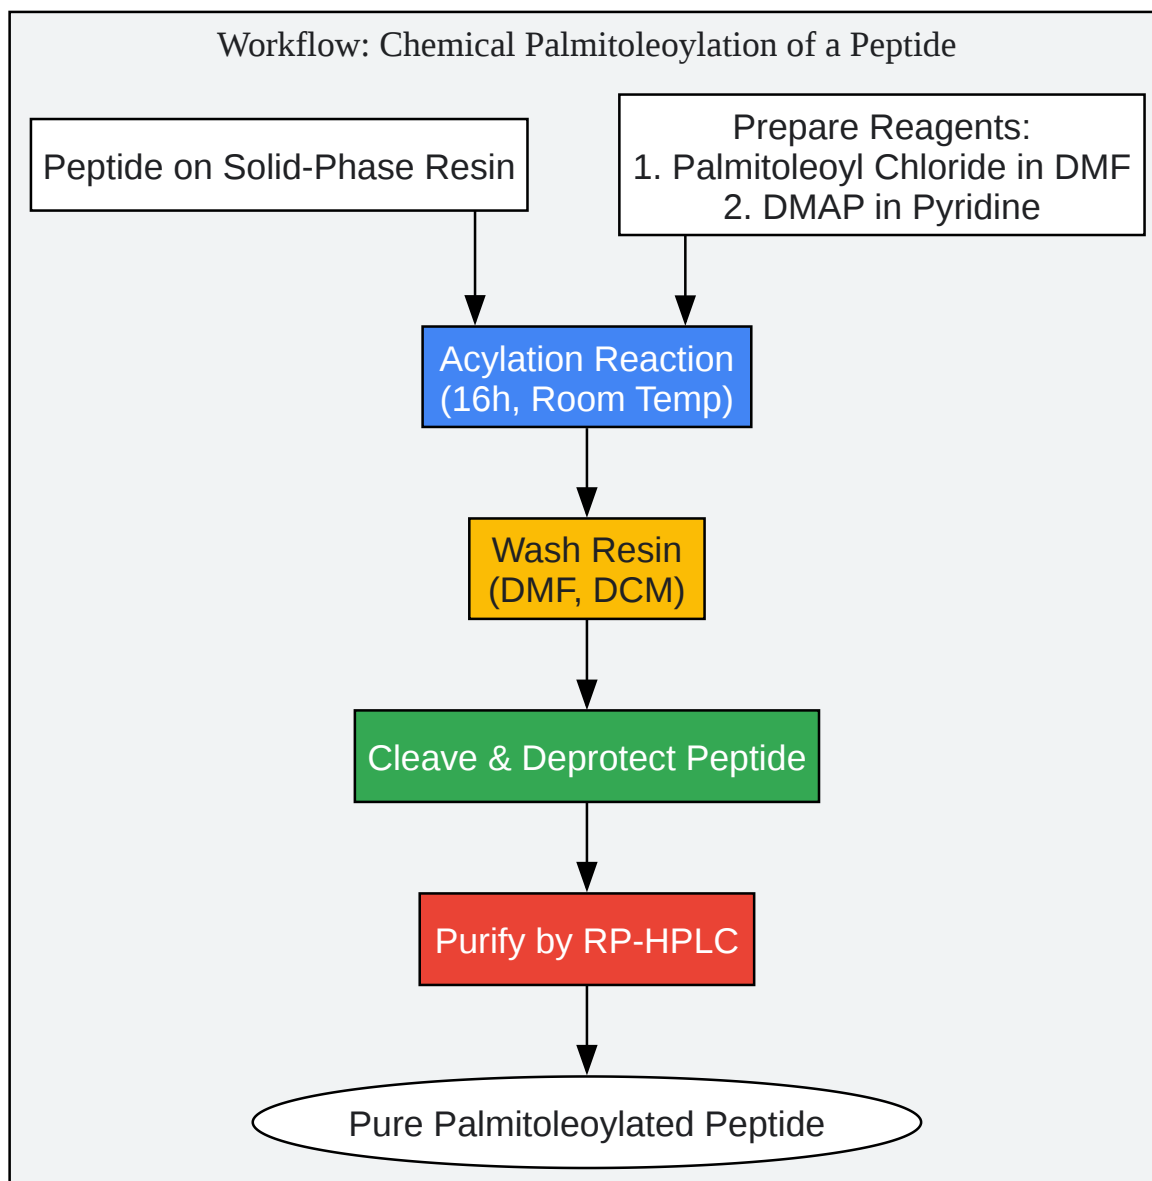 Workflow: Chemical Palmitoleoylation of a Peptide
Peptide on Solid-Phase Resin
Prepare Reagents:
1. Palmitoleoyl Chloride in DMF
2. DMAP in Pyridine
Acylation Reaction
(16h, Room Temp)
Wash Resin
(DMF, DCM)
Cleave & Deprotect Peptide
Purify by RP-HPLC
Pure Palmitoleoylated Peptide